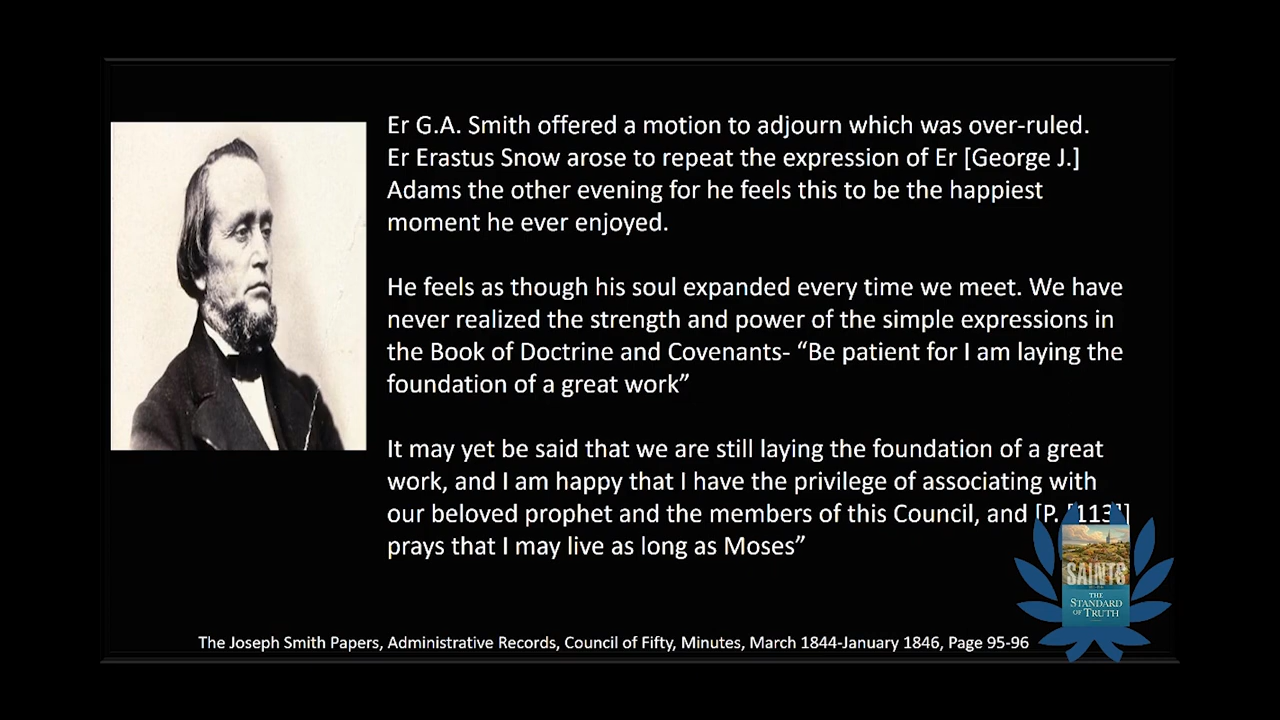 Er G.A. Smith offered a motion to adjourn which was over-ruled.
Er Erastus Snow arose to repeat the expression of Er [George J.]
Adams the other evening for he feels this to be the happiest
moment he ever enjoyed.
He feels as though his soul expanded every time we meet. We have
never realized the strength and power of the simple expressions in
the Book of Doctrine and Covenants- “Be patient for I am laying the
foundation of a great work”
It may yet be said that we are still laying the foundation of a great
work, and I am happy that I have the privilege of associating with
our beloved prophet and the members of this Council, and [P. [113]]
prays that I may live as long as Moses”
SAINTS
THE
STANDARD
OF TRUTH
The Joseph Smith Papers, Administrative Records, Council of Fifty, Minutes, March 1844-January 1846, Page 95-96